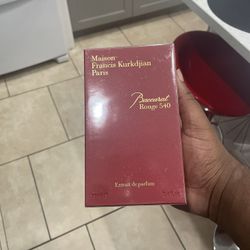 Maison
Francis Kurkdjian
Paris
Baccarat
Rouge 540
Extrait de parfum